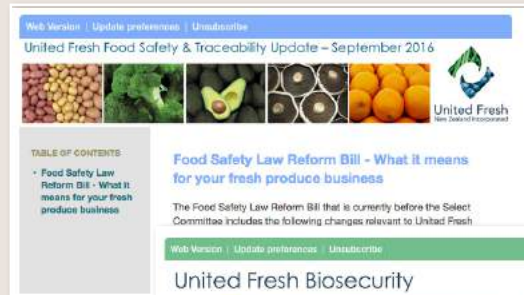 Web Version | Update preferences | Unsubscribe
United Fresh Food Safety & Traceability Update – September 2016
United Fresh
New Zealand Incorporated
TABLE OF CONTENTS
• Food Safety Law
Reform Bill - What it
means for your fresh
produce business
Food Safety Law Reform Bill - What it means
for your fresh produce business
The Food Safety Law Reform Bill that is currently before the Select
Committee includes the following changes relevant to United Fresh
Web Version | Update preferences | Unsubscribe
United Fresh Biosecurity